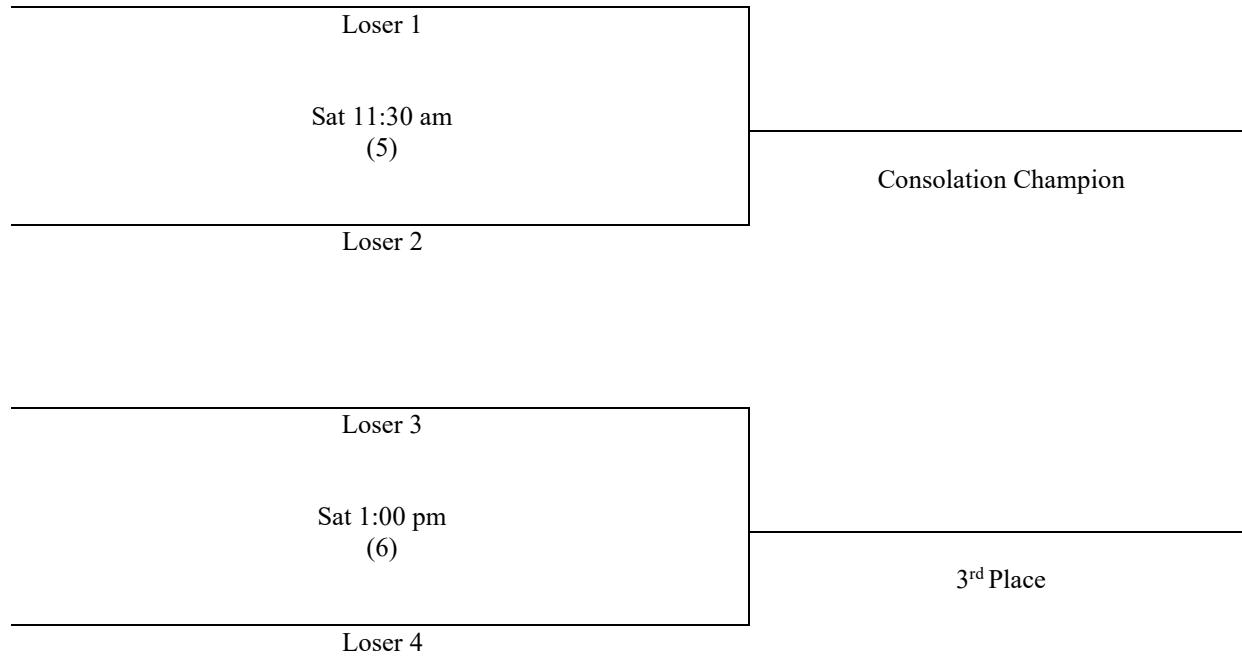 Loser 1
Sat 11:30 am
(5)
Consolation Champion
Loser 2
Loser 3
Sat 1:00 pm
(6)
3rd Place
Loser 4